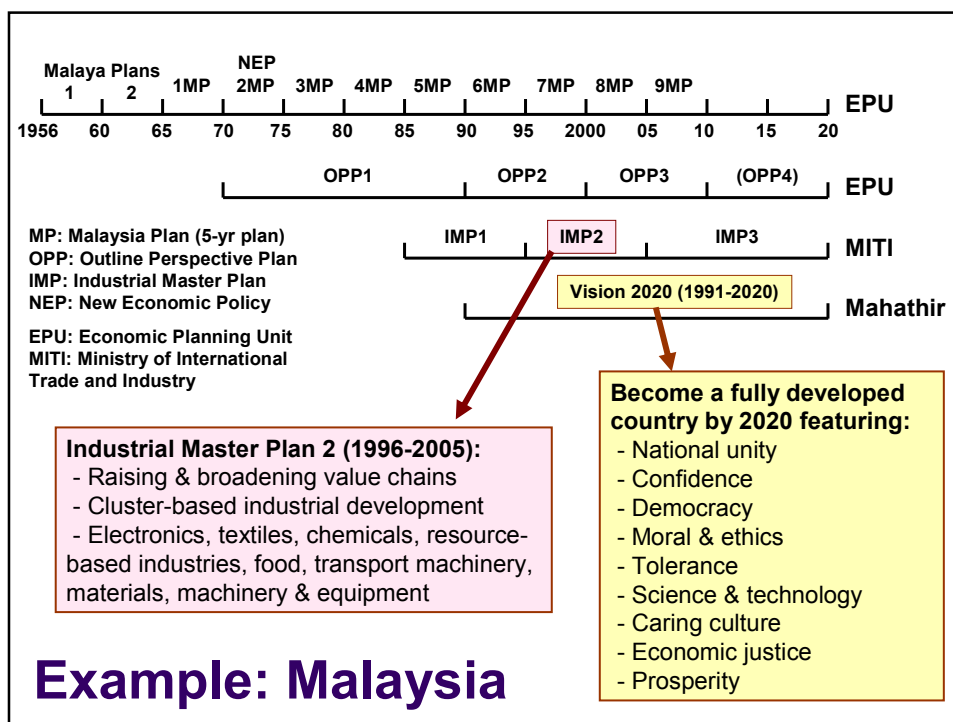 NEP
Malaya Plans
1 2 1MP 2MP 3MP 4MP 5MP 6MP 7MP 8MP 9MP
EPU
1956 60 65 70 75 80 85 90 95 2000 05 10 15 20
OPP1 OPP2 OPP3 (OPP4)
EPU
MP: Malaysia Plan (5-yr plan)
OPP: Outline Perspective Plan
IMP: Industrial Master Plan
NEP: New Economic Policy
EPU: Economic Planning Unit
MITI: Ministry of International
Trade and Industry
IMP1 IMP2 IMP3
MITI
Vision 2020 (1991-2020)
Mahathir
Industrial Master Plan 2 (1996-2005):
- Raising & broadening value chains
- Cluster-based industrial development
- Electronics, textiles, chemicals, resource-
based industries, food, transport machinery,
materials, machinery & equipment
Become a fully developed
country by 2020 featuring:
- National unity
- Confidence
- Democracy
- Moral & ethics
- Tolerance
- Science & technology
- Caring culture
- Economic justice
- Prosperity
Example: Malaysia